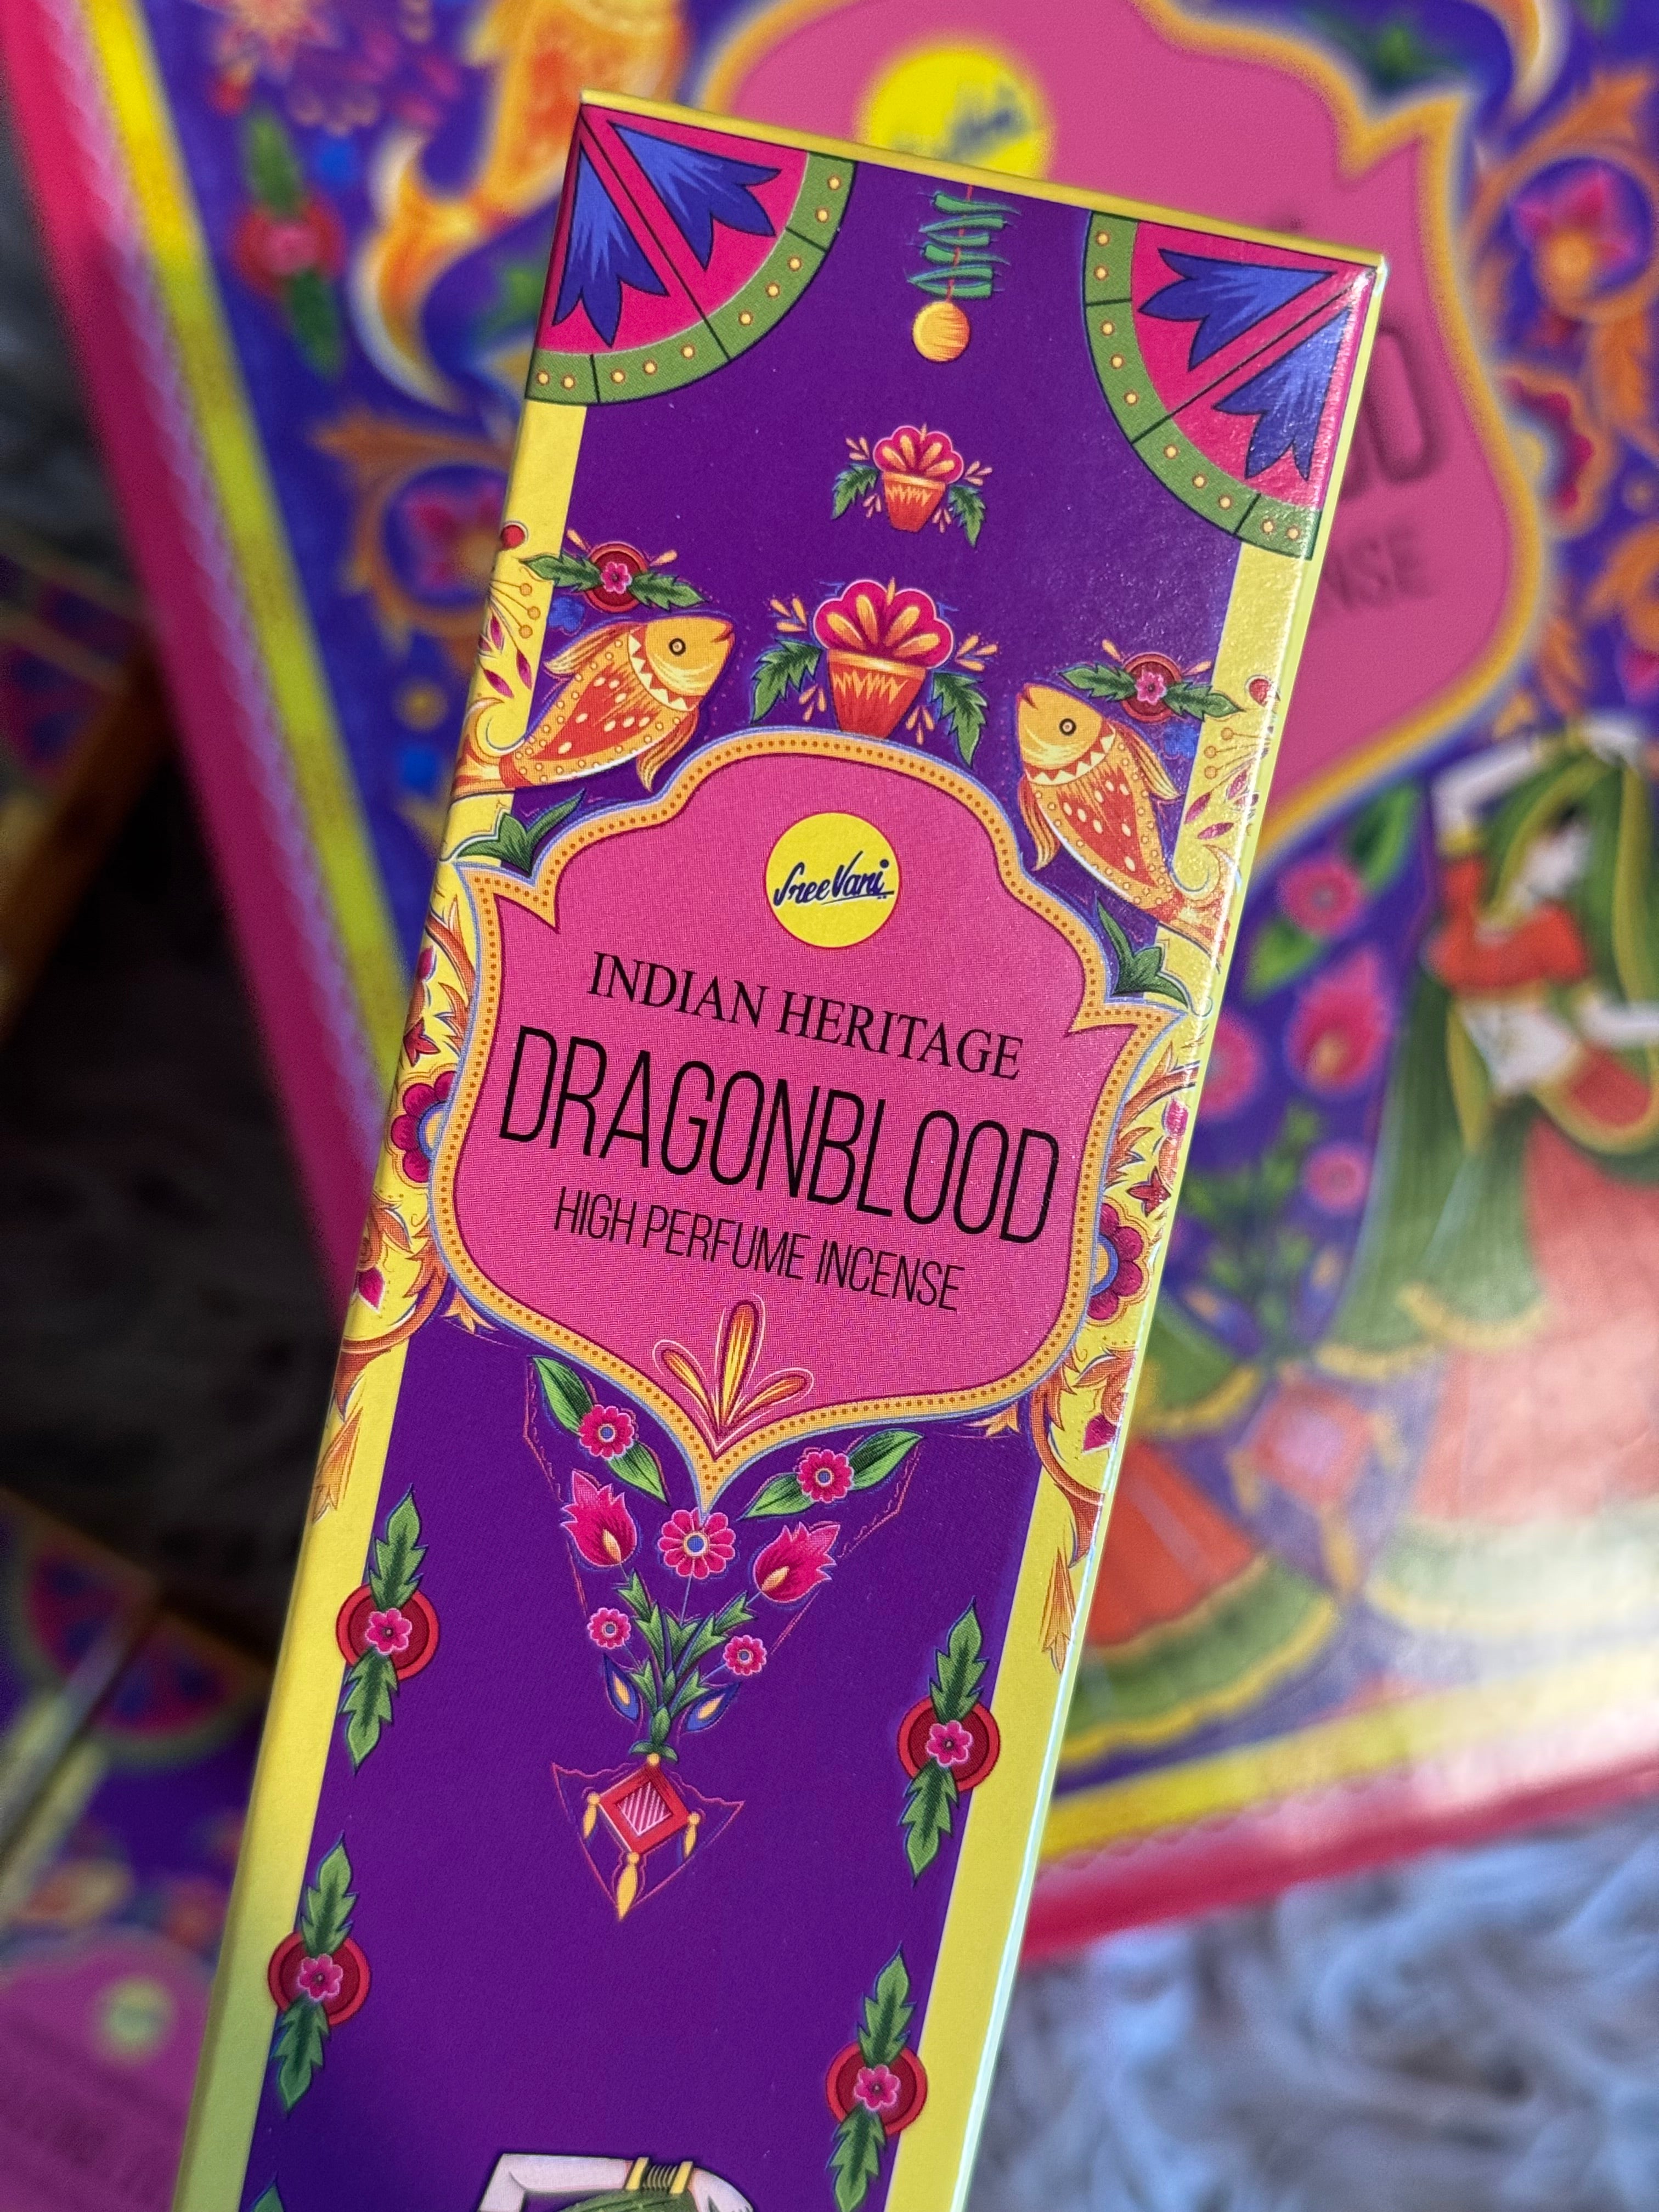 SreeVani
INDIAN HERITAGE
DRAGONBLOOD
HIGH PERFUME INCENSE